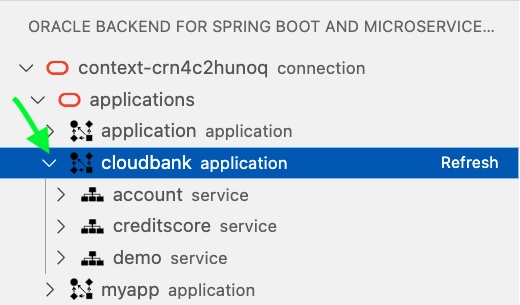 ORACLE BACKEND FOR SPRING BOOT AND MICROSERVICE...
context-crn4c2hunoq connection
applications
application application
cloudbank application Refresh
account service
creditscore service
demo service
myapp application